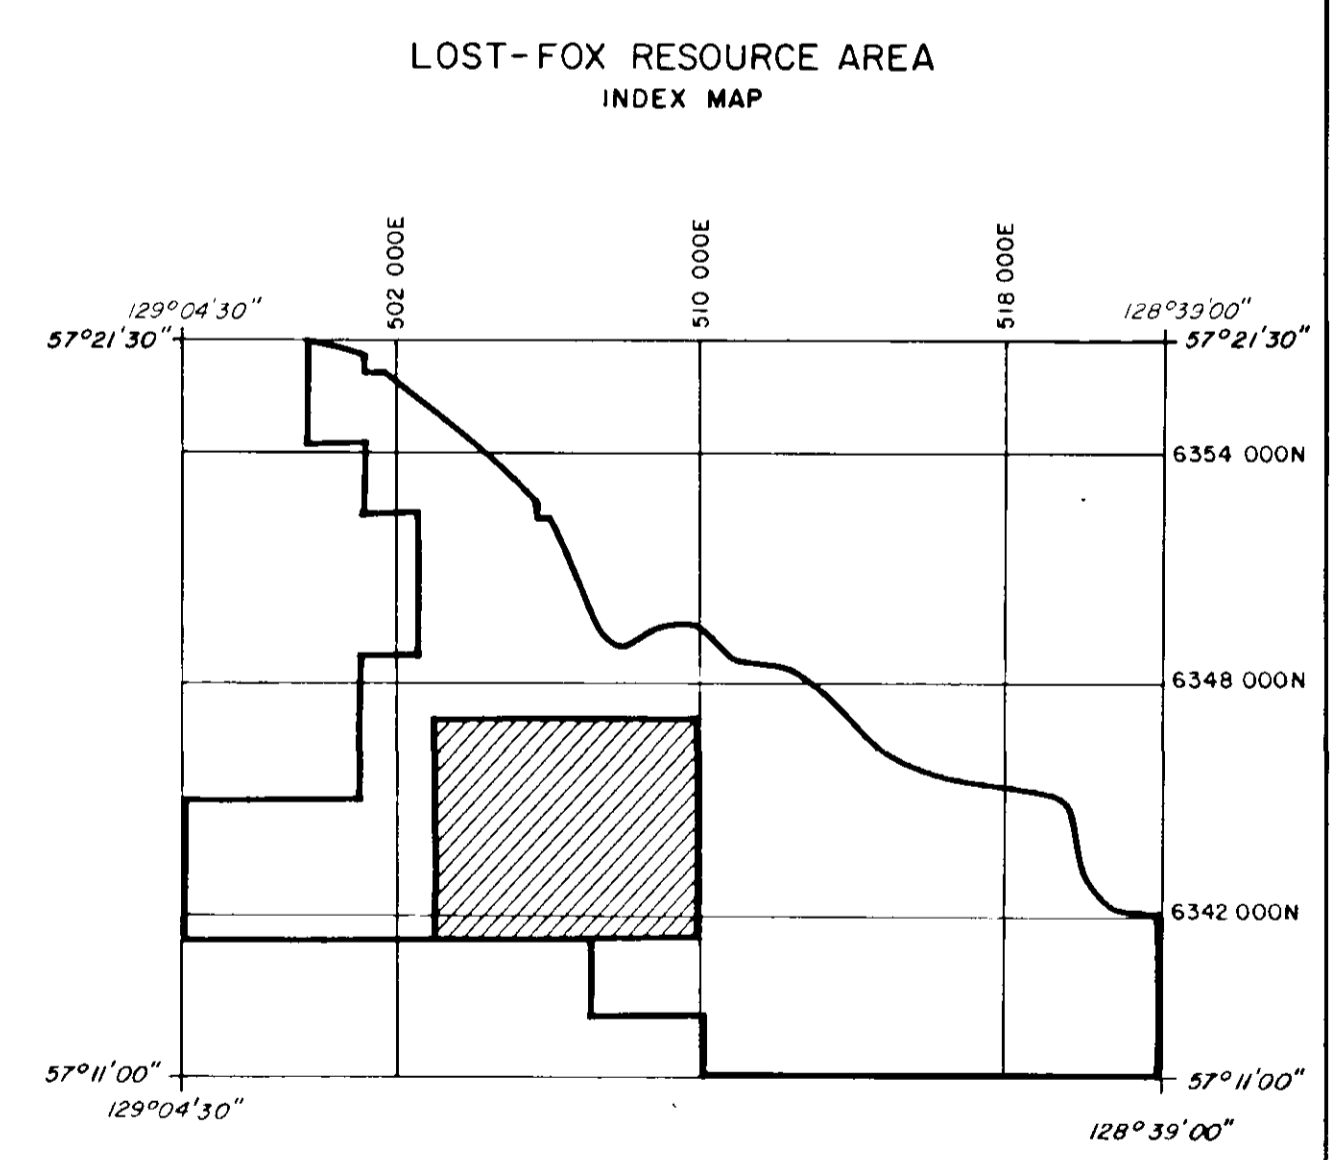 LOST-FOX RESOURCE AREA
INDEX MAP
502 000E
510 000E
518 000E
129°04'30"
128°39'00"
57°21'30"
57°21'30"
6354 000N
6348 000N
6342 000N
57°11'00"
57°11'00"
129°04'30"
128°39'00"